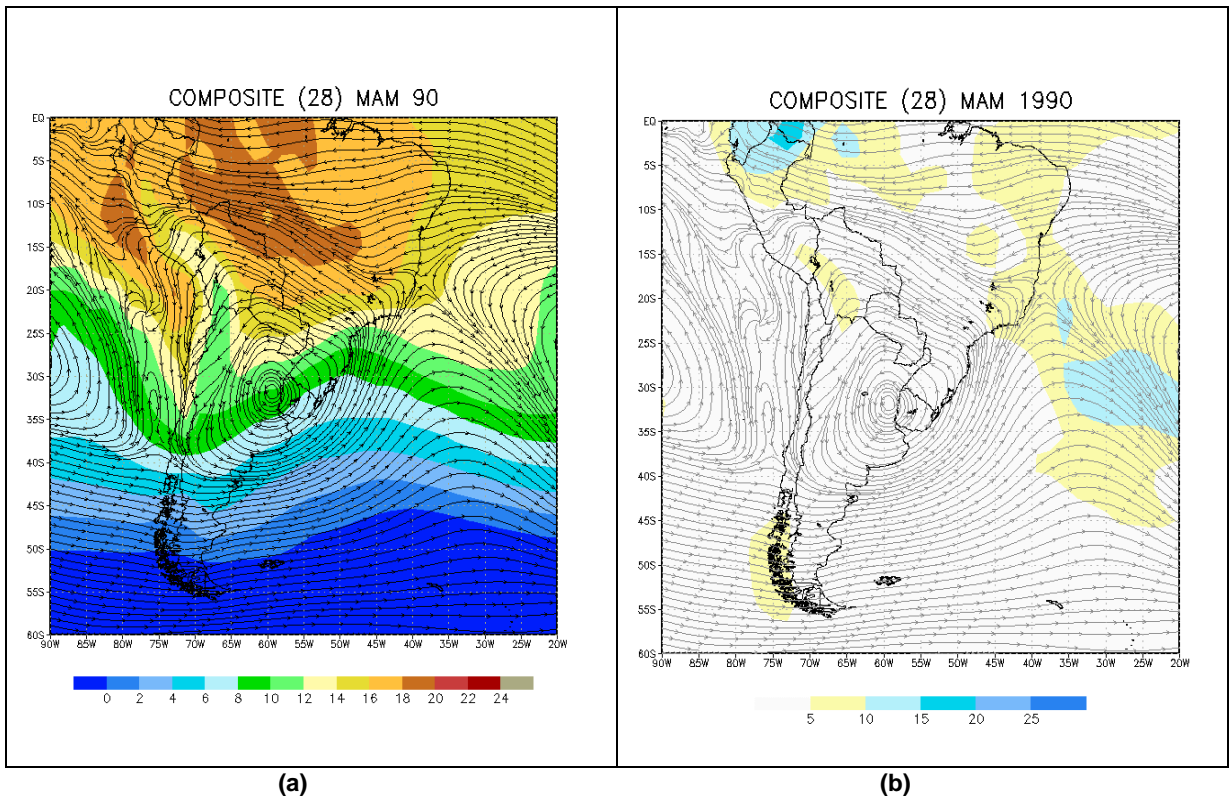 COMPOSITE (28) MAM 90
EQ
5S
10S
15S
20S
25S
30S
35S
40S
45S
50S
55S
60S
90W 85W 80W 75W 70W 65W 60W 55W 50W 45W 40W 35W 30W 25W 20W
0 2 4 6 8 10 12 14 16 18 20 22 24
(a)
COMPOSITE (28) MAM 1990
EQ
5S
10S
15S
20S
25S
30S
35S
40S
45S
50S
55S
60S
90W 85W 80W 75W 70W 65W 60W 55W 50W 45W 40W 35W 30W 25W 20W
5 10 15 20 25
(b)